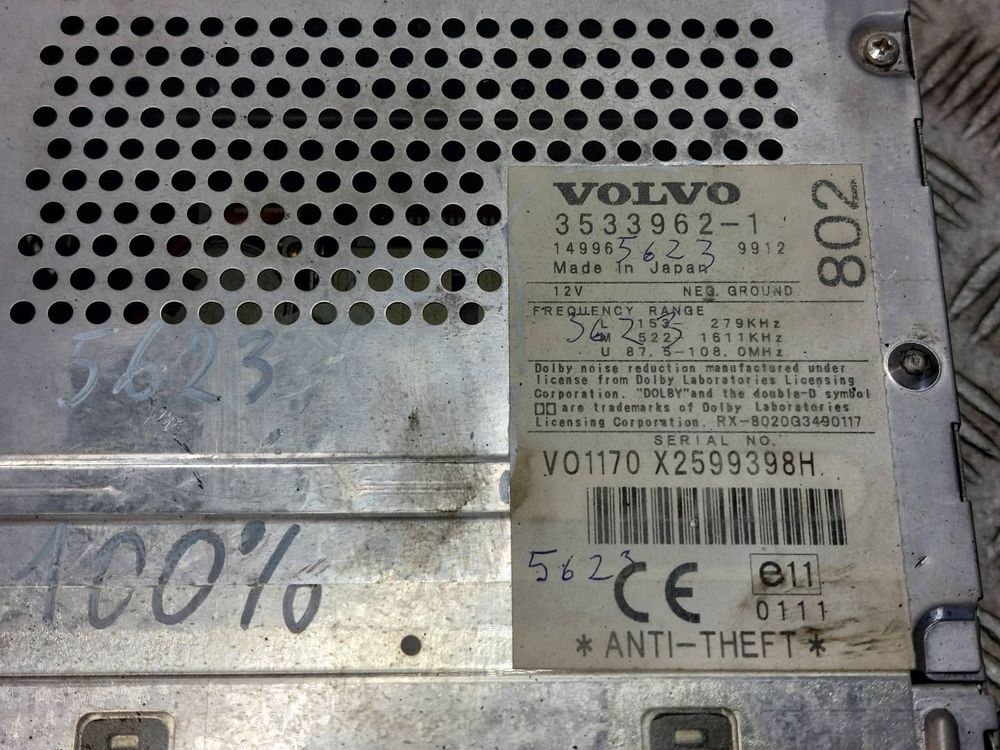 VOLVO
3533962-1
802
14996 5623 9912
Made in Japan
12V NEG. GROUND
FREQUENCY RANGE
5623
L 153- 279KHz
M 522- 1611KHz
U 87.5-108.0MHz
Dolby noise reduction manufactured under
license from Dolby Laboratories Licensing
Corporation. "DOLBY"and the double-D symbol
are trademarks of Dolby Laboratories
Licensing Corporation. RX-8020G3490117
SERIAL NO.
VO1170 X2599398H.
5623
CE
e11
0111
* ANTI-THEFT *
5623
100%